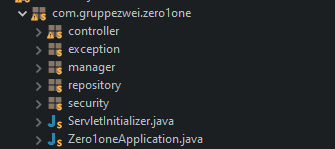 com.gruppezwei.zero1one
controller
exception
manager
repository
security
ServletInitializer.java
Zero1oneApplication.java